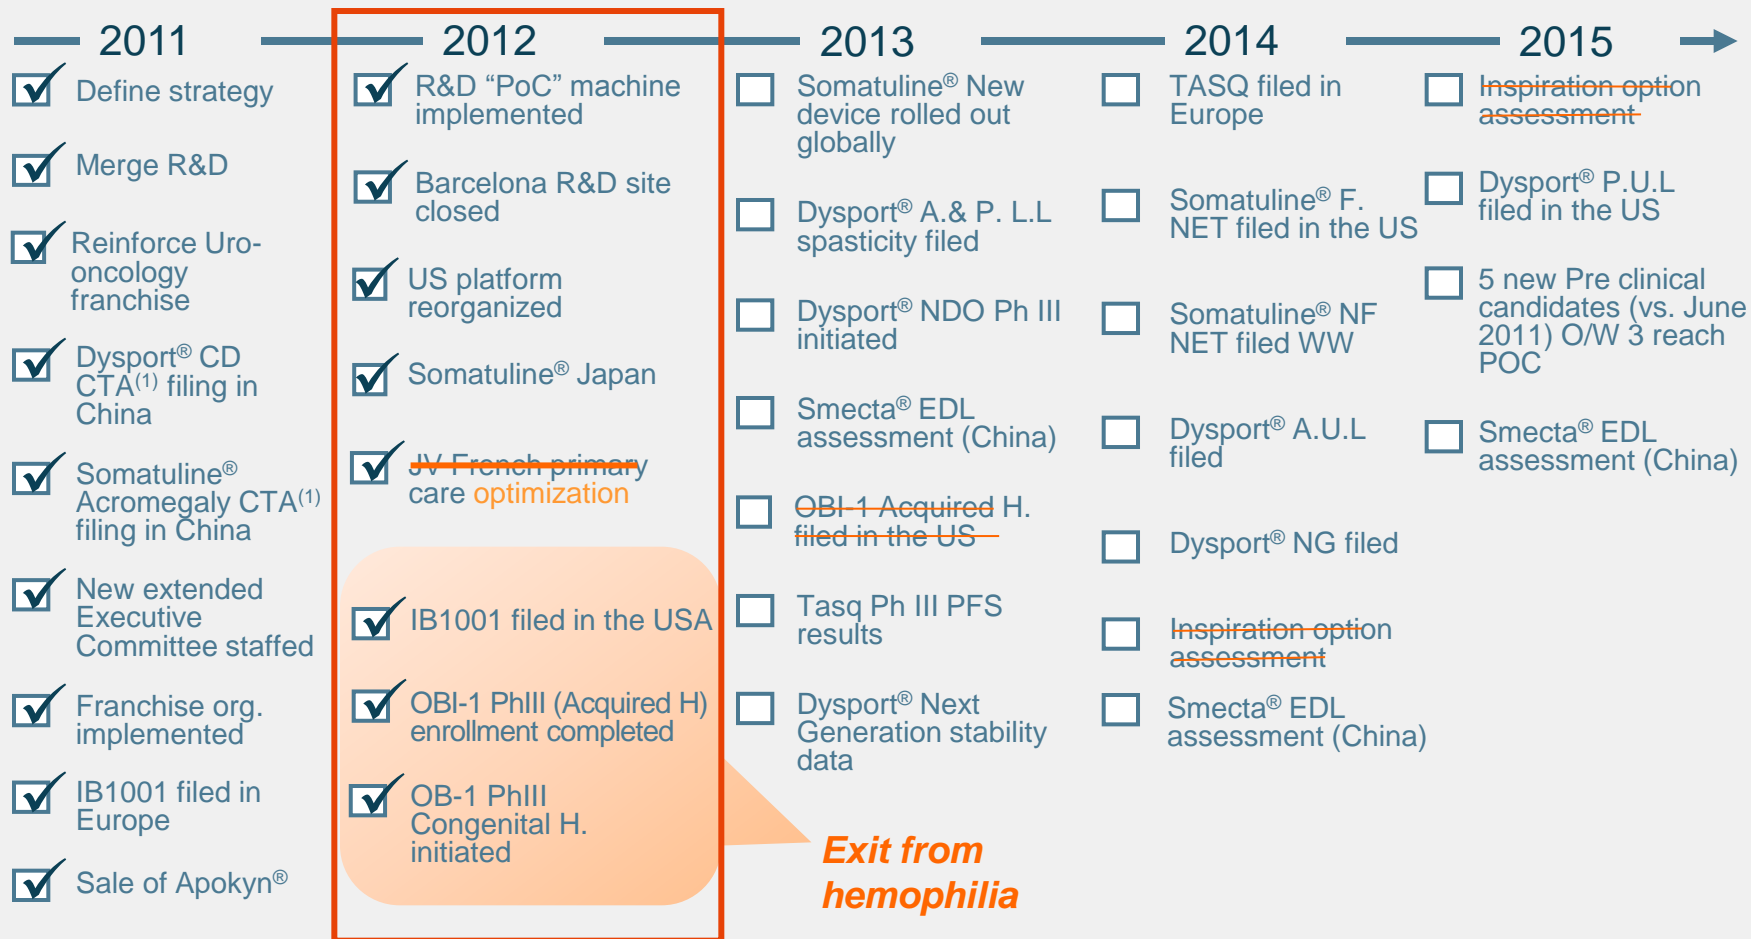 2011
Define strategy
Merge R&D
Reinforce Uro-
oncology
franchise
Dysport® CD
CTA(1) filing in
China
Somatuline®
Acromegaly CTA(1)
filing in China
New extended
Executive
Committee staffed
Franchise org.
implemented
IB1001 filed in
Europe
Sale of Apokyn®
2012
R&D “PoC” machine
implemented
Barcelona R&D site
closed
US platform
reorganized
Somatuline® Japan
JV French primary
care optimization
IB1001 filed in the USA
OBI-1 PhIII (Acquired H)
enrollment completed
OB-1 PhIII
Congenital H.
initiated
Exit from
hemophilia
2013
Somatuline® New
device rolled out
globally
Dysport® A.& P. L.L
spasticity filed
Dysport® NDO Ph III
initiated
Smecta® EDL
assessment (China)
OBI-1 Acquired H.
filed in the US
Tasq Ph III PFS
results
Dysport® Next
Generation stability
data
2014
TASQ filed in
Europe
Somatuline® F.
NET filed in the US
Somatuline® NF
NET filed WW
Dysport® A.U.L
filed
Dysport® NG filed
Inspiration option
assessment
Smecta® EDL
assessment (China)
2015
Inspiration option
assessment
Dysport® P.U.L
filed in the US
5 new Pre clinical
candidates (vs. June
2011) O/W 3 reach
POC
Smecta® EDL
assessment (China)